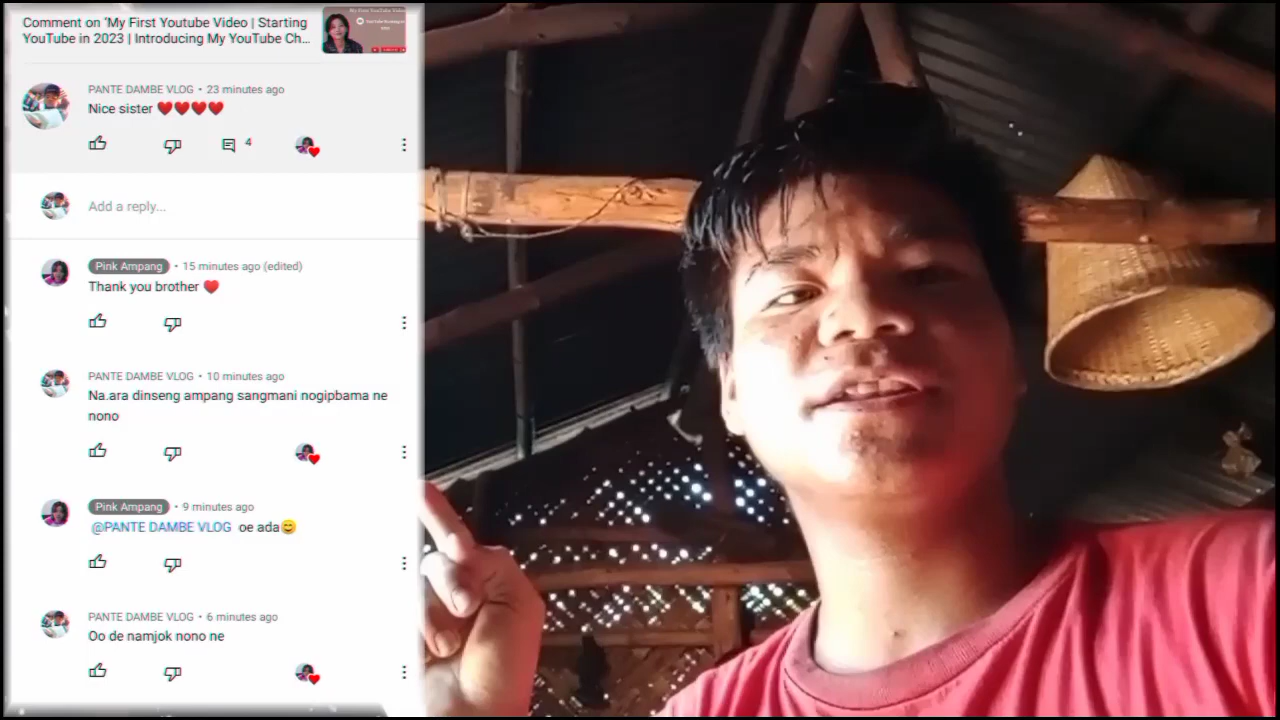 Comment on ‘My First Youtube Video | Starting
YouTube in 2023 | Introducing My YouTube Ch...
PANTE DAMBE VLOG • 23 minutes ago
Nice sister ❤❤❤❤
4
Add a reply...
Pink Ampang • 15 minutes ago (edited)
Thank you brother ❤
PANTE DAMBE VLOG • 10 minutes ago
Na.ara dinseng ampang sangmani nogipbama ne
nono
Pink Ampang • 9 minutes ago
@PANTE DAMBE VLOG oe ada😊
PANTE DAMBE VLOG • 6 minutes ago
Oo de namjok nono ne